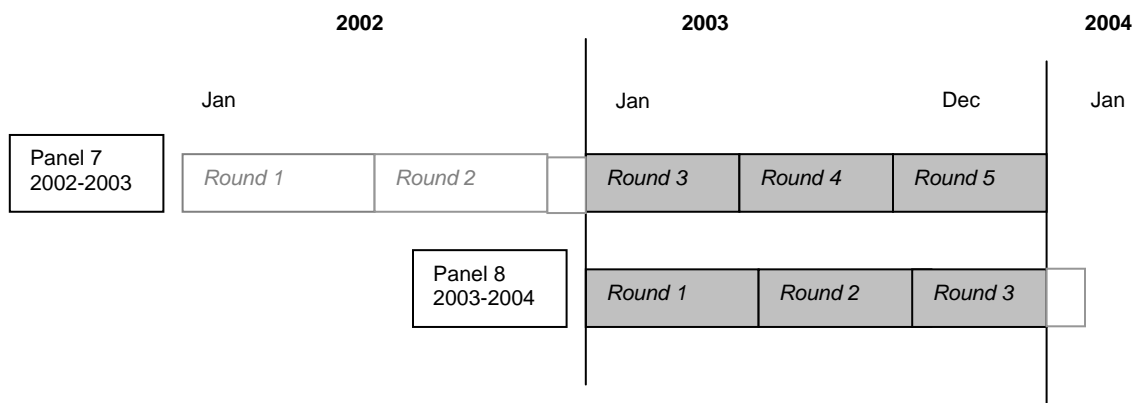 2002 2003 2004
Jan Jan Dec Jan
Panel 7
2002-2003
Round 1 Round 2 Round 3 Round 4 Round 5
Panel 8
2003-2004
Round 1 Round 2 Round 3